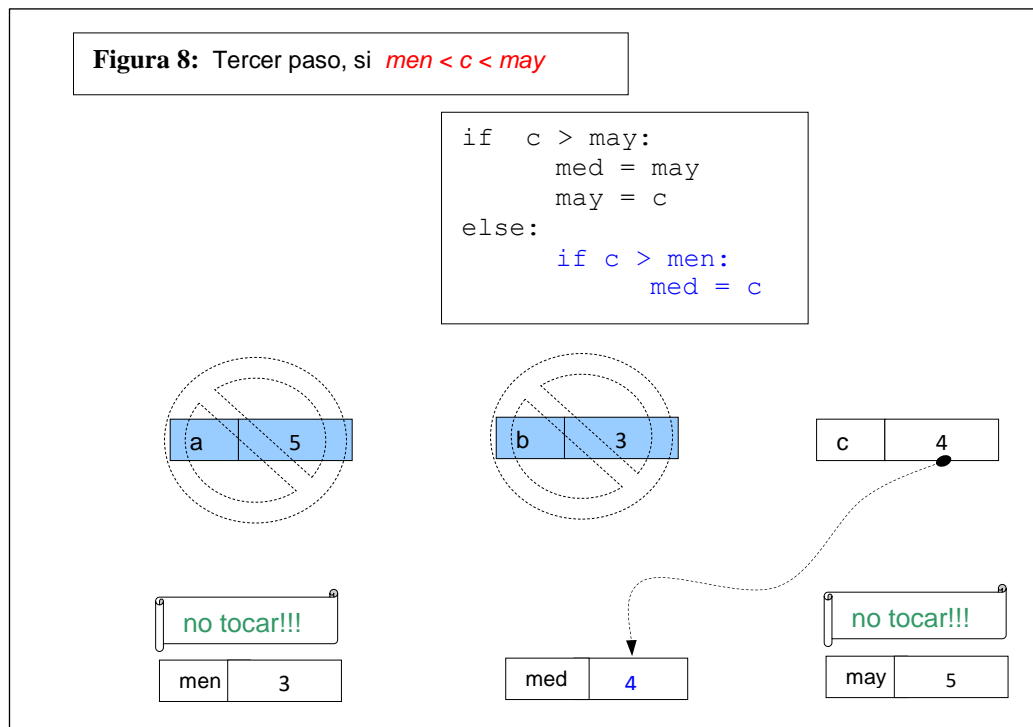 Figura 8: Tercer paso, si men < c < may
if c > may:
med = may
may = c
else:
if c > men:
med = c
a 5
b 3
c 4
no tocar!!!
no tocar!!!
men 3
med 4
may 5